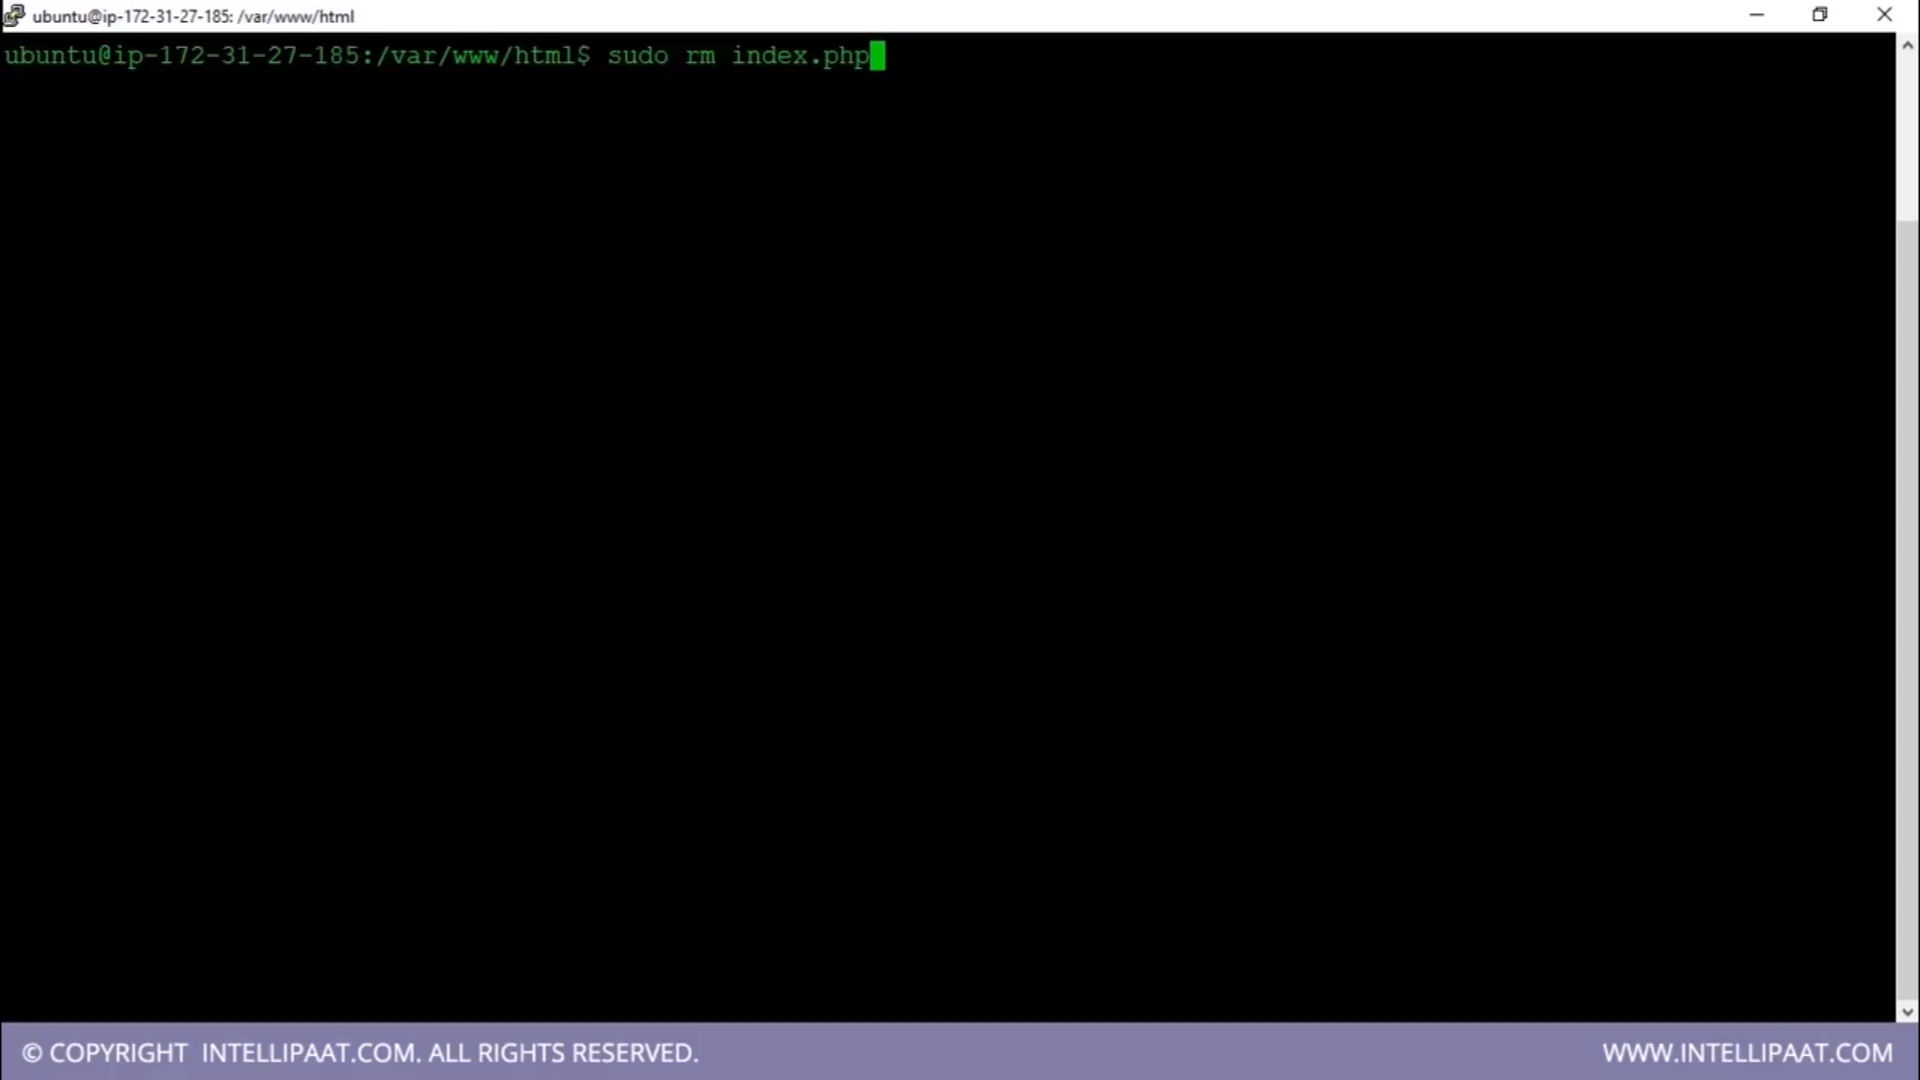 ubuntu@ip-172-31-27-185: /var/www/html
ubuntu@ip-172-31-27-185:/var/www/html$ sudo rm index.php
© COPYRIGHT INTELLIPAAT.COM. ALL RIGHTS RESERVED.
WWW.INTELLIPAAT.COM